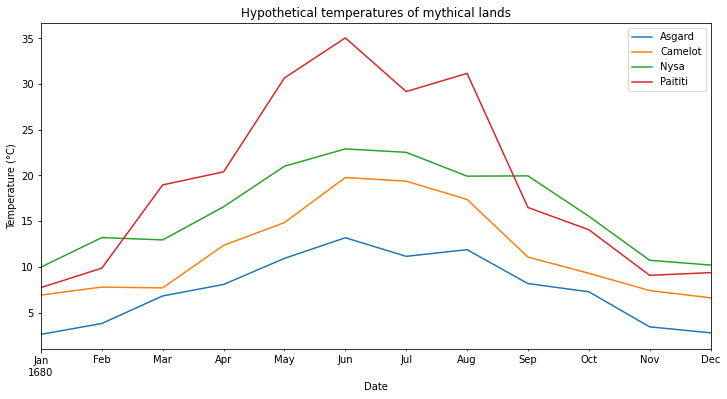 Hypothetical temperatures of mythical lands
Asgard
Camelot
Nysa
Paititi
Temperature (°C)
35
30
25
20
15
10
5
Jan Feb Mar Apr May Jun Jul Aug Sep Oct Nov Dec
1680
Date